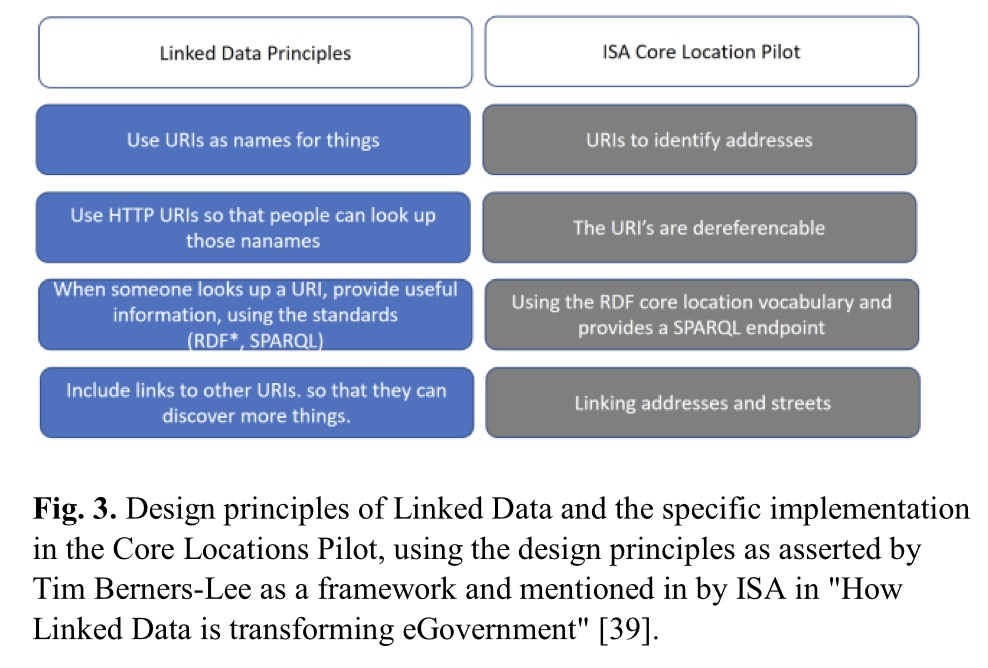 Linked Data Principles
ISA Core Location Pilot
Use URIs as names for things
URIs to identify addresses
Use HTTP URIs so that people can look up
those nanames
The URI's are dereferencable
When someone looks up a URI, provide useful
information, using the standards
(RDF*, SPARQL)
Using the RDF core location vocabulary and
provides a SPARQL endpoint
Include links to other URIs. so that they can
discover more things.
Linking addresses and streets
Fig. 3. Design principles of Linked Data and the specific implementation
in the Core Locations Pilot, using the design principles as asserted by
Tim Berners-Lee as a framework and mentioned in by ISA in "How
Linked Data is transforming eGovernment" [39].